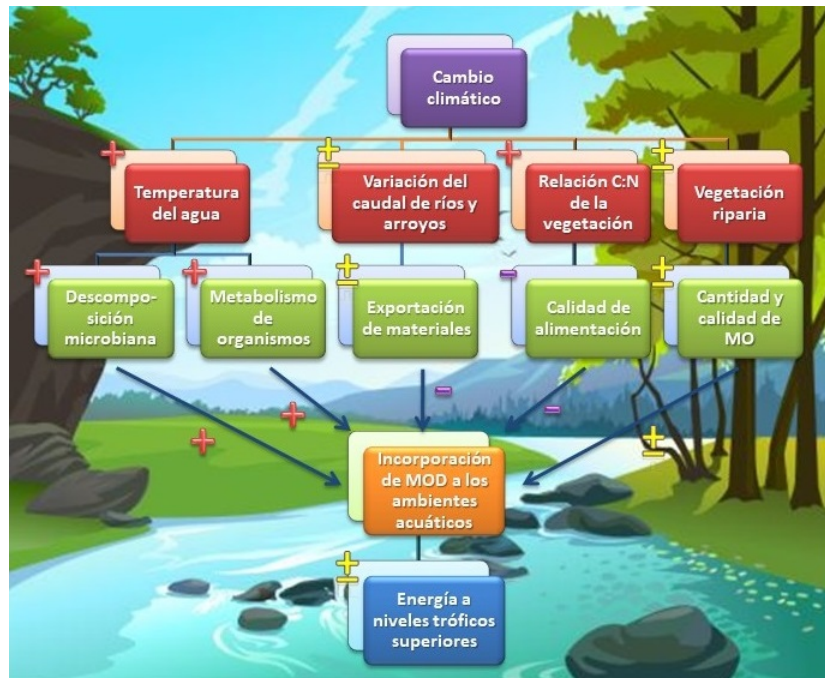 Cambio
climático
+
±
+
±
Temperatura
del agua
Variación del
caudal de ríos y
arroyos
Relación C:N
de la
vegetación
Vegetación
riparia
+
+
±
-
±
Descompo-
sición
microbiana
Metabolismo
de
organismos
Exportación
de materiales
Calidad de
alimentación
Cantidad y
calidad de
MO
+
+
-
-
±
Incorporación
de MOD a los
ambientes
acuáticos
±
Energía a
niveles tróficos
superiores